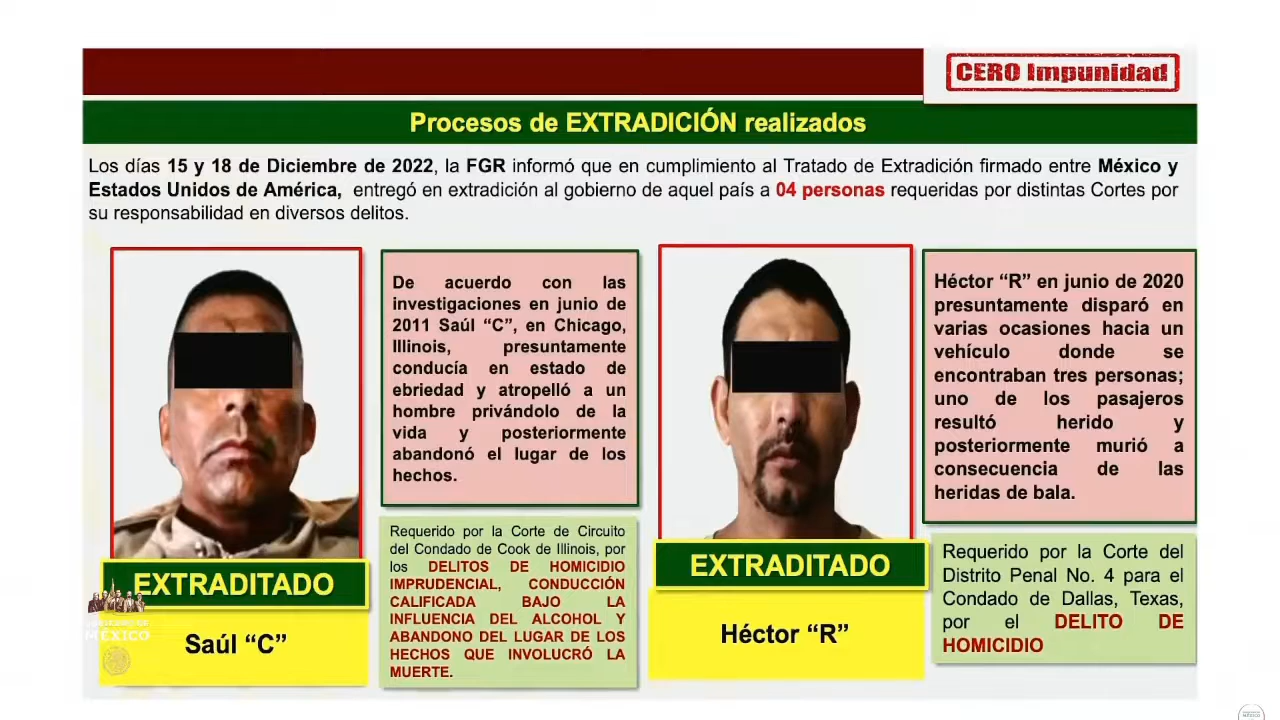 CERO Impunidad
Procesos de EXTRADICIÓN realizados
Los días 15 y 18 de Diciembre de 2022, la FGR informó que en cumplimiento al Tratado de Extradición firmado entre México y
Estados Unidos de América, entregó en extradición al gobierno de aquel país a 04 personas requeridas por distintas Cortes por
su responsabilidad en diversos delitos.
De acuerdo con las
investigaciones en junio de
2011 Saúl “C”, en Chicago,
Illinois, presuntamente
conducía en estado de
ebriedad y atropelló a un
hombre privándolo de la
vida y posteriormente
abandonó el lugar de los
hechos.
Requerido por la Corte de Circuito
del Condado de Cook de Illinois, por
los DELITOS DE HOMICIDIO
IMPRUDENCIAL, CONDUCCIÓN
CALIFICADA BAJO LA
INFLUENCIA DEL ALCOHOL Y
ABANDONO DEL LUGAR DE LOS
HECHOS QUE INVOLUCRÓ LA
MUERTE.
EXTRADITADO
Saúl “C”
GOBIERNO DE
MÉXICO
Héctor “R” en junio de 2020
presuntamente disparó en
varias ocasiones hacia un
vehículo donde se
encontraban tres personas;
uno de los pasajeros
resultó herido y
posteriormente murió a
consecuencia de las
heridas de bala.
Requerido por la Corte del
Distrito Penal No. 4 para el
Condado de Dallas, Texas,
por el DELITO DE
HOMICIDIO
EXTRADITADO
Héctor “R”